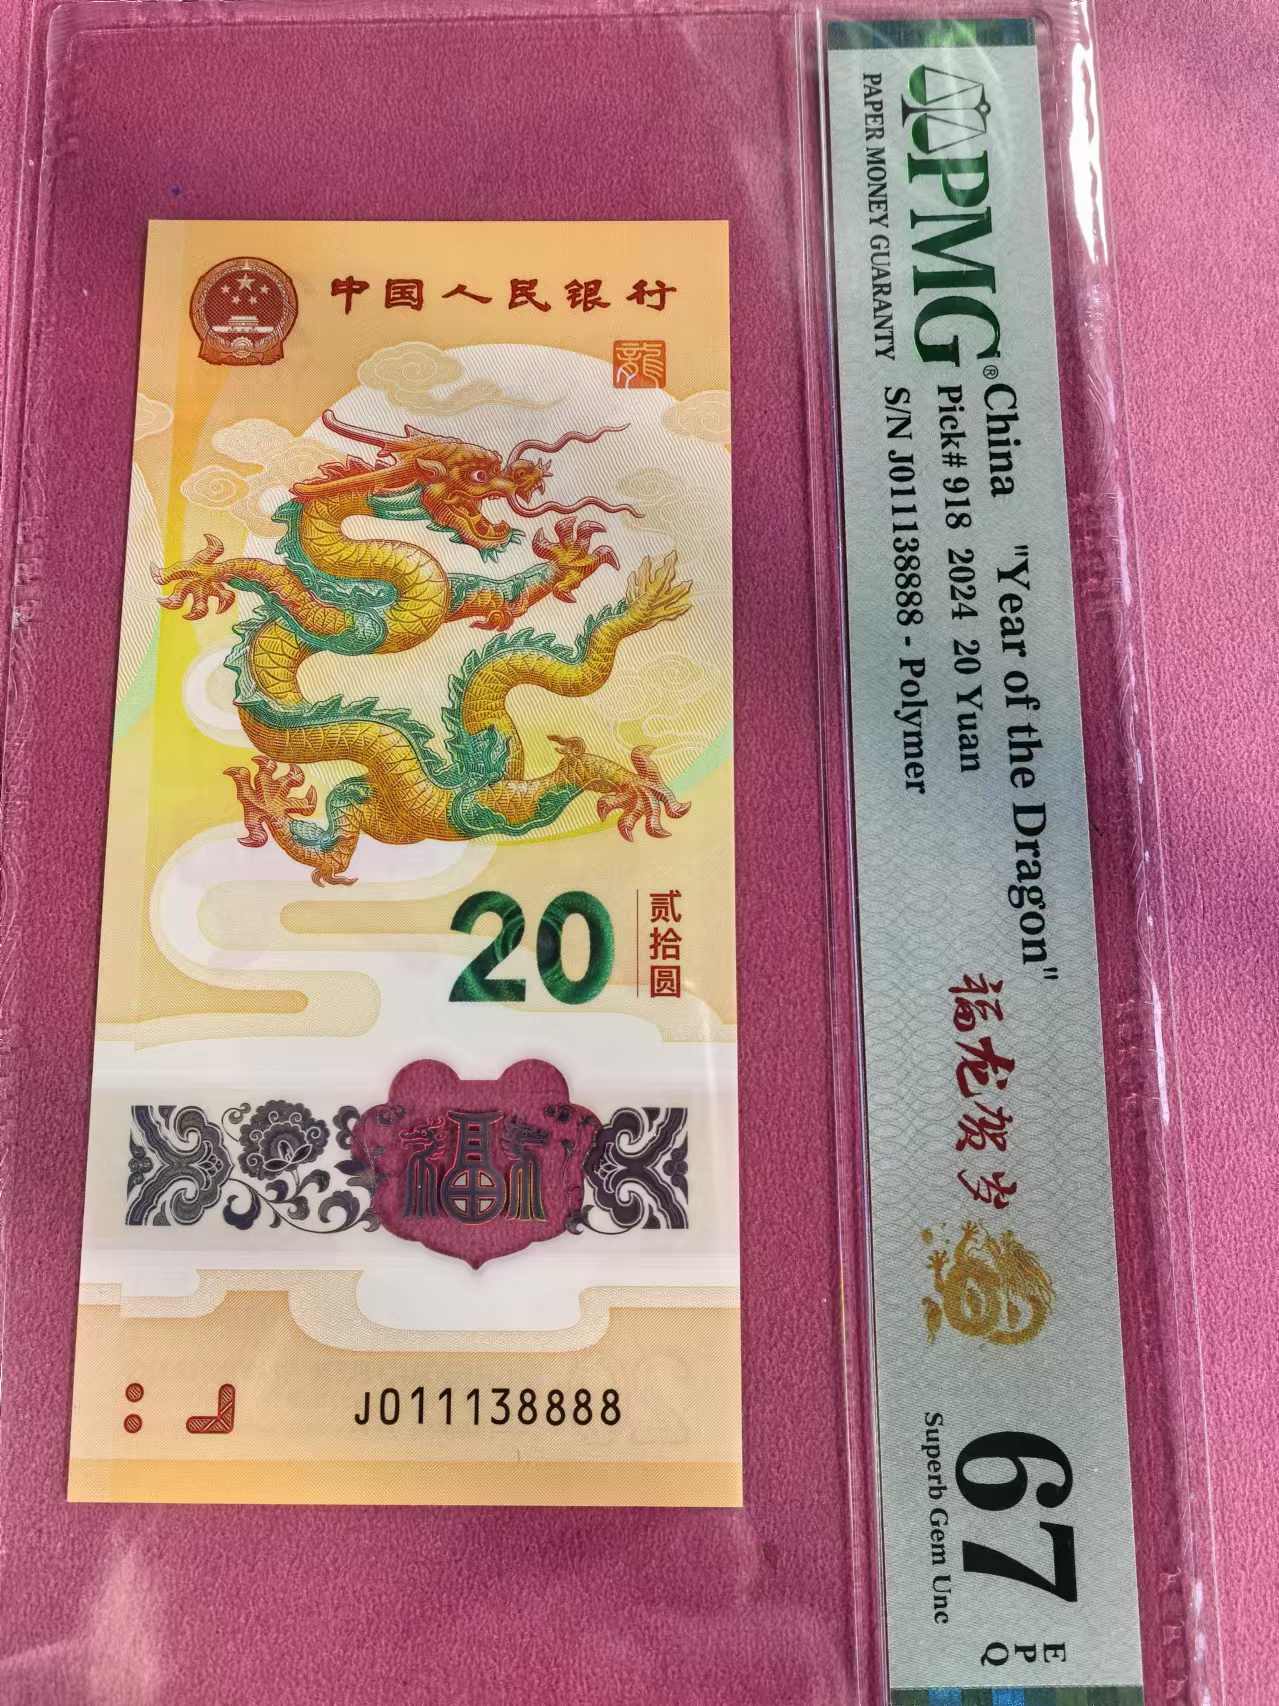 中国人民银行
龍
20
贰拾圆
福
J011138888
PMG®
PAPER MONEY GUARANTY
China "Year of the Dragon"
Pick# 918 2024 20 Yuan
S/N J011138888 - Polymer
福龙贺岁
67 EPQ
Superb Gem Unc